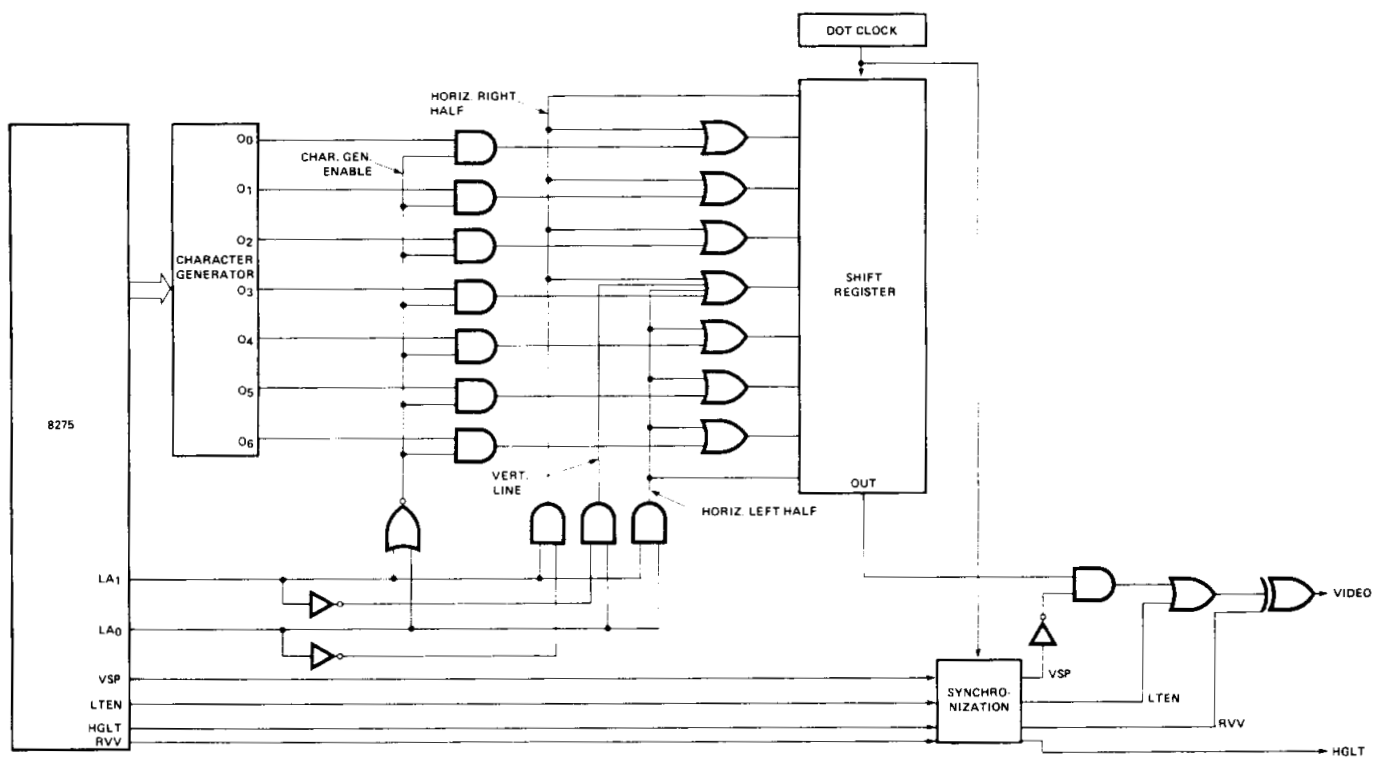 DOT CLOCK
HORIZ. RIGHT
HALF
CHAR. GEN.
ENABLE
O0
O1
O2
CHARACTER
GENERATOR
O3
O4
O5
O6
SHIFT
REGISTER
8275
VERT.
LINE
OUT
HORIZ. LEFT HALF
LA1
LA0
VIDEO
VSP
VSP
LTEN
SYNCHRO-
NIZATION
LTEN
HGLT
RVV
RVV
HGLT